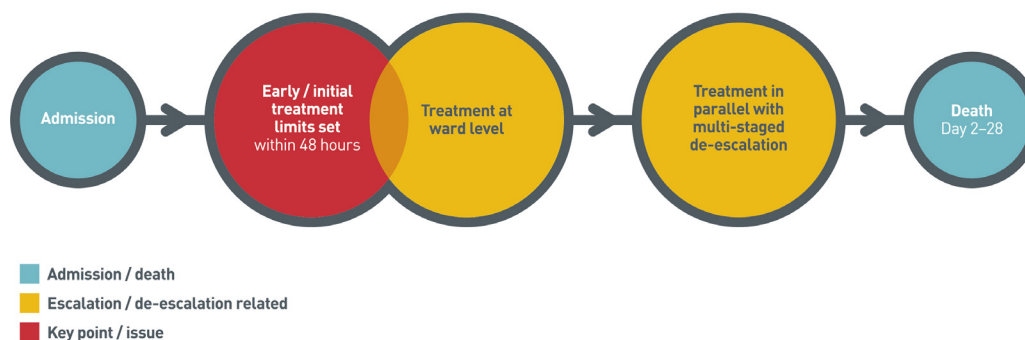 Admission
Early / initial
treatment
limits set
within 48 hours
Treatment at
ward level
Treatment in
parallel with
multi-staged
de-escalation
Death
Day 2–28
Admission / death
Escalation / de-escalation related
Key point / issue